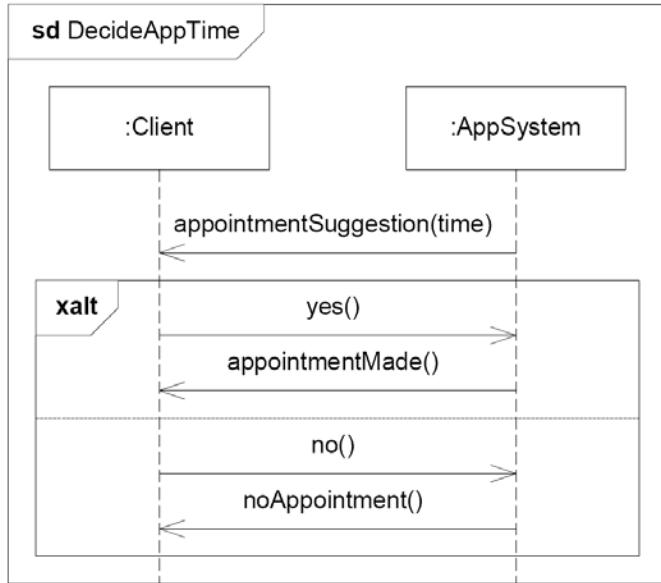 sd DecideAppTime
:Client
:AppSystem
appointmentSuggestion(time)
xalt
yes()
appointmentMade()
no()
noAppointment()